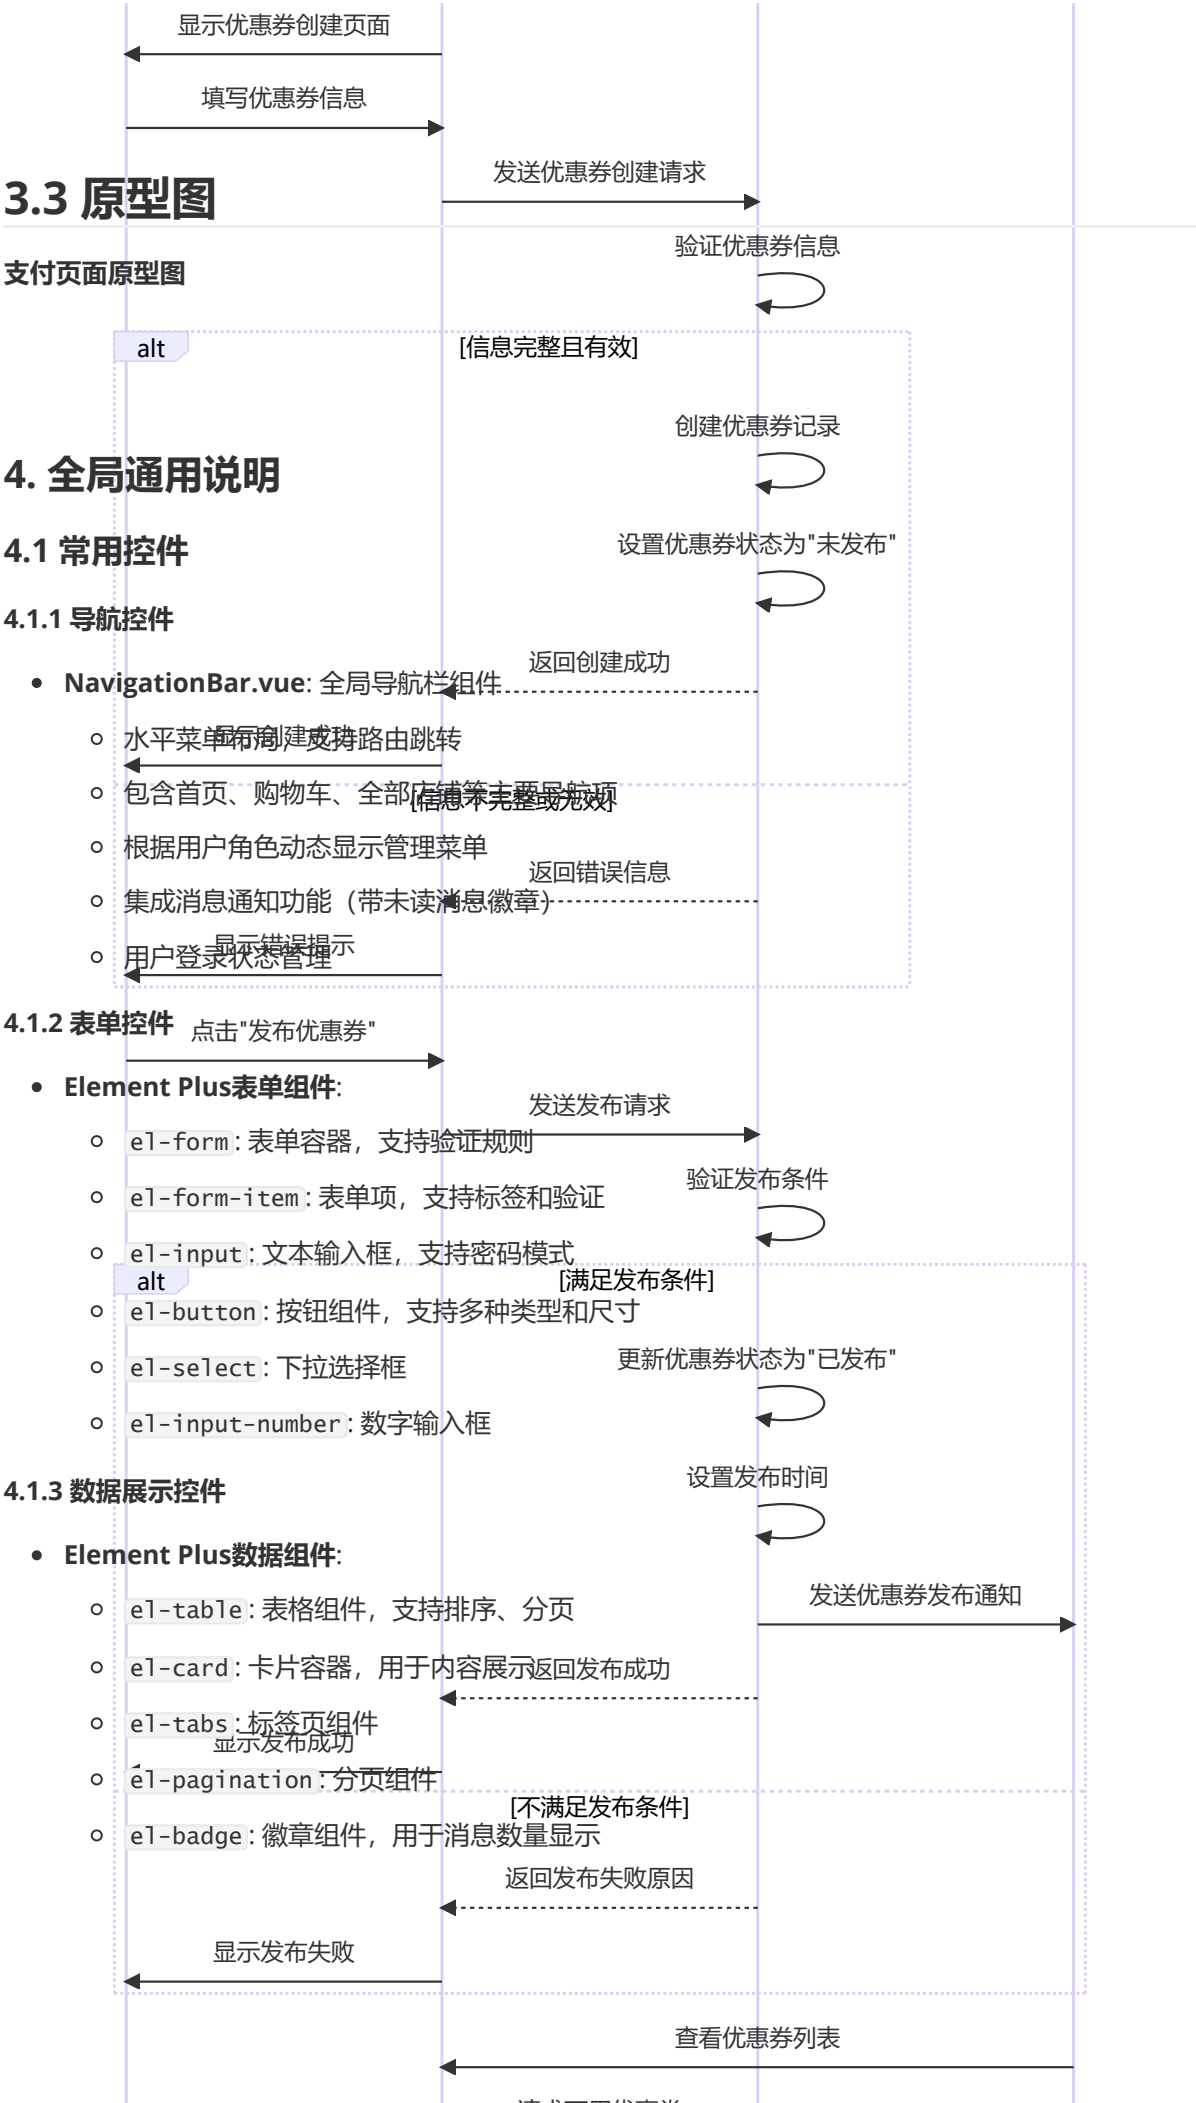 显示优惠券创建页面
填写优惠券信息
发送优惠券创建请求
3.3 原型图
验证优惠券信息
支付页面原型图
alt
[信息完整且有效]
创建优惠券记录
4. 全局通用说明
设置优惠券状态为"未发布"
4.1 常用控件
4.1.1 导航控件
返回创建成功
NavigationBar.vue: 全局导航栏组件
显示创建成功
水平菜单布局，支持路由跳转
包含首页、购物车、全部店铺等主要导航项
[信息不完整或无效]
根据用户角色动态显示管理菜单
返回错误信息
集成消息通知功能（带未读消息徽章）
显示错误提示
用户登录状态管理
4.1.2 表单控件
点击"发布优惠券"
Element Plus表单组件:
发送发布请求
el-form: 表单容器，支持验证规则
验证发布条件
el-form-item: 表单项，支持标签和验证
el-input: 文本输入框，支持密码模式
alt
[满足发布条件]
el-button: 按钮组件，支持多种类型和尺寸
更新优惠券状态为"已发布"
el-select: 下拉选择框
el-input-number: 数字输入框
设置发布时间
4.1.3 数据展示控件
Element Plus数据组件:
发送优惠券发布通知
el-table: 表格组件，支持排序、分页
el-card: 卡片容器，用于内容展示
返回发布成功
el-tabs: 标签页组件
显示发布成功
el-pagination: 分页组件
[不满足发布条件]
el-badge: 徽章组件，用于消息数量显示
返回发布失败原因
显示发布失败
查看优惠券列表